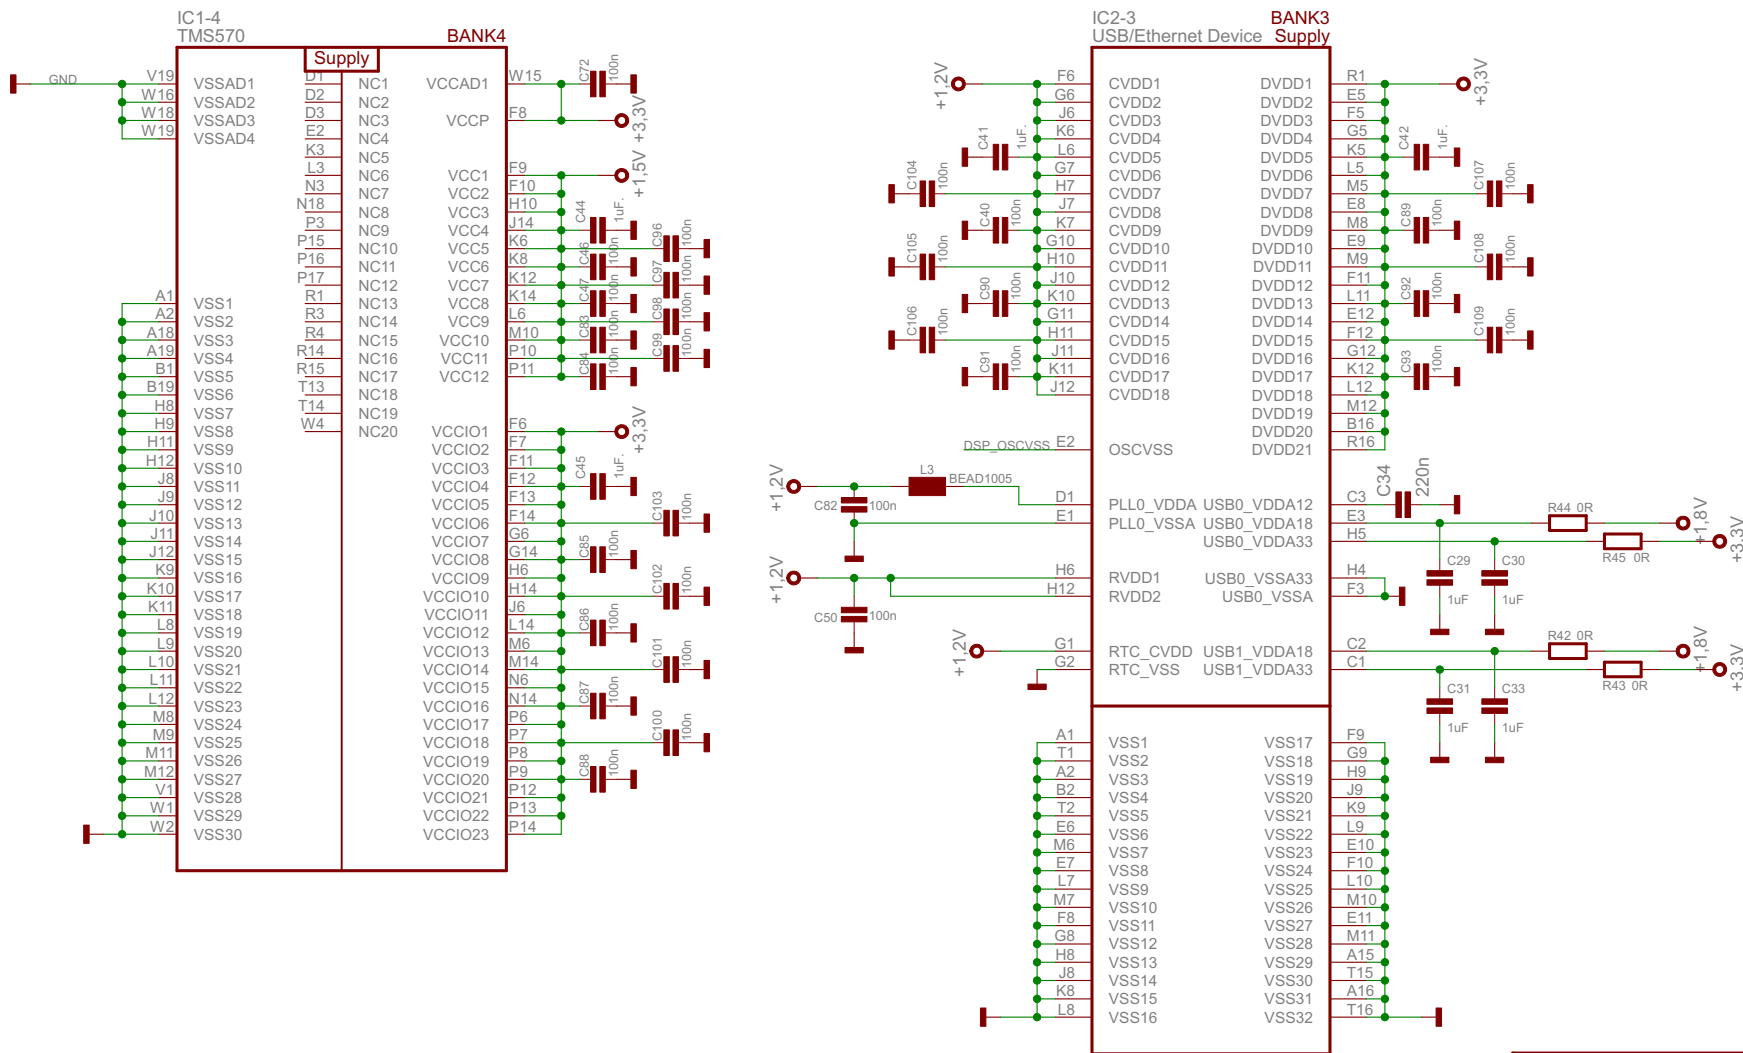 IC1-4
TMS570
BANK4
Supply
GND
V19 VSSAD1
W16 VSSAD2
W18 VSSAD3
W19 VSSAD4
A1 VSS1
A2 VSS2
A18 VSS3
A19 VSS4
B1 VSS5
B19 VSS6
H8 VSS7
H9 VSS8
H11 VSS9
H12 VSS10
J8 VSS11
J9 VSS12
J10 VSS13
J11 VSS14
J12 VSS15
K9 VSS16
K10 VSS17
K11 VSS18
L8 VSS19
L9 VSS20
L10 VSS21
L11 VSS22
L12 VSS23
M8 VSS24
M9 VSS25
M11 VSS26
M12 VSS27
V1 VSS28
W1 VSS29
W2 VSS30
D1 NC1
D2 NC2
D3 NC3
E2 NC4
K3 NC5
L3 NC6
N3 NC7
N18 NC8
P3 NC9
P15 NC10
P16 NC11
P17 NC12
R1 NC13
R3 NC14
R4 NC15
R14 NC16
R15 NC17
T13 NC18
T14 NC19
W4 NC20
VCCAD1 W15
VCCP F8
VCC1 F9
VCC2 F10
VCC3 H10
VCC4 J14
VCC5 K6
VCC6 K8
VCC7 K12
VCC8 K14
VCC9 L6
VCC10 M10
VCC11 P10
VCC12 P11
VCCIO1 F6
VCCIO2 F7
VCCIO3 F11
VCCIO4 F12
VCCIO5 F13
VCCIO6 F14
VCCIO7 G6
VCCIO8 G14
VCCIO9 H6
VCCIO10 H14
VCCIO11 J6
VCCIO12 L14
VCCIO13 M6
VCCIO14 M14
VCCIO15 N6
VCCIO16 N14
VCCIO17 P6
VCCIO18 P7
VCCIO19 P8
VCCIO20 P9
VCCIO21 P12
VCCIO22 P13
VCCIO23 P14
C72 100n
+3,3V
+1,5V
C44 1uF.
C96 100n
C46 100n
C97 100n
C47 100n
C98 100n
C83 100n
C99 100n
C84 100n
+3,3V
C45 1uF.
C103 100n
C85 100n
C102 100n
C86 100n
C101 100n
C87 100n
C100 100n
C88 100n
IC2-3
USB/Ethernet Device
BANK3
Supply
+1,2V
C41 1uF.
C104 100n
C40 100n
C105 100n
C90 100n
C106 100n
C91 100n
F6 CVDD1
G6 CVDD2
J6 CVDD3
K6 CVDD4
L6 CVDD5
G7 CVDD6
H7 CVDD7
J7 CVDD8
K7 CVDD9
G10 CVDD10
H10 CVDD11
J10 CVDD12
K10 CVDD13
G11 CVDD14
H11 CVDD15
J11 CVDD16
K11 CVDD17
J12 CVDD18
DSP_OSCVSS E2 OSCVSS
+1,2V
L3 BEAD1005
C82 100n
D1 PLL0_VDDA
E1 PLL0_VSSA
+1,2V
C50 100n
H6 RVDD1
H12 RVDD2
+1,2V
G1 RTC_CVDD
G2 RTC_VSS
DVDD1 R1
DVDD2 E5
DVDD3 F5
DVDD4 G5
DVDD5 K5
DVDD6 L5
DVDD7 M5
DVDD8 E8
DVDD9 M8
DVDD10 E9
DVDD11 M9
DVDD12 F11
DVDD13 L11
DVDD14 E12
DVDD15 F12
DVDD16 G12
DVDD17 K12
DVDD18 L12
DVDD19 M12
DVDD20 B16
DVDD21 R16
+3,3V
C42 1uF.
C107 100n
C89 100n
C108 100n
C92 100n
C109 100n
C93 100n
USB0_VDDA12 C3
USB0_VDDA18 E3
USB0_VDDA33 H5
USB0_VSSA33 H4
USB0_VSSA F3
USB1_VDDA18 C2
USB1_VDDA33 C1
C34 220n
R44 0R
+1,8V
R45 0R
+3.3V
C29 1uF
C30 1uF
R42 0R
+1,8V
R43 0R
+3.3V
C31 1uF
C33 1uF
A1 VSS1
T1 VSS2
A2 VSS3
B2 VSS4
T2 VSS5
E6 VSS6
M6 VSS7
E7 VSS8
L7 VSS9
M7 VSS10
F8 VSS11
G8 VSS12
H8 VSS13
J8 VSS14
K8 VSS15
L8 VSS16
VSS17 F9
VSS18 G9
VSS19 H9
VSS20 J9
VSS21 K9
VSS22 L9
VSS23 E10
VSS24 F10
VSS25 L10
VSS26 M10
VSS27 E11
VSS28 M11
VSS29 A15
VSS30 T15
VSS31 A16
VSS32 T16